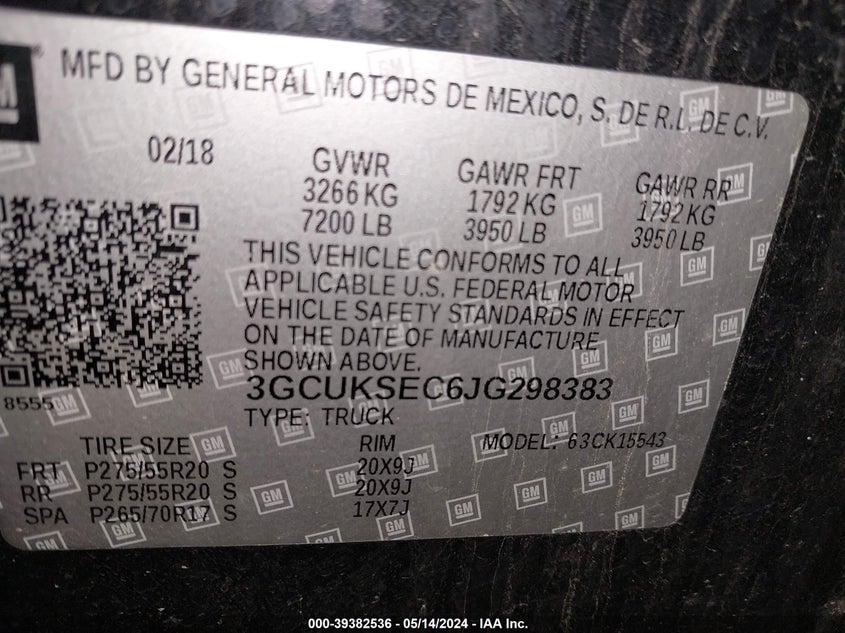 GM
MFD BY GENERAL MOTORS DE MEXICO, S. DE R.L. DE C.V.
02/18 GVWR GAWR FRT GAWR RR
3266 KG 1792 KG 1792 KG
7200 LB 3950 LB 3950 LB
THIS VEHICLE CONFORMS TO ALL
APPLICABLE U.S. FEDERAL MOTOR
VEHICLE SAFETY STANDARDS IN EFFECT
ON THE DATE OF MANUFACTURE
SHOWN ABOVE.
8555
3GCUKSEC6JG298383
TYPE: TRUCK
TIRE SIZE RIM MODEL: 63CK15543
FRT P275/55R20 S 20X9J
RR P275/55R20 S 20X9J
SPA P265/70R17 S 17X7J
000-39382536 - 05/14/2024 - IAA Inc.